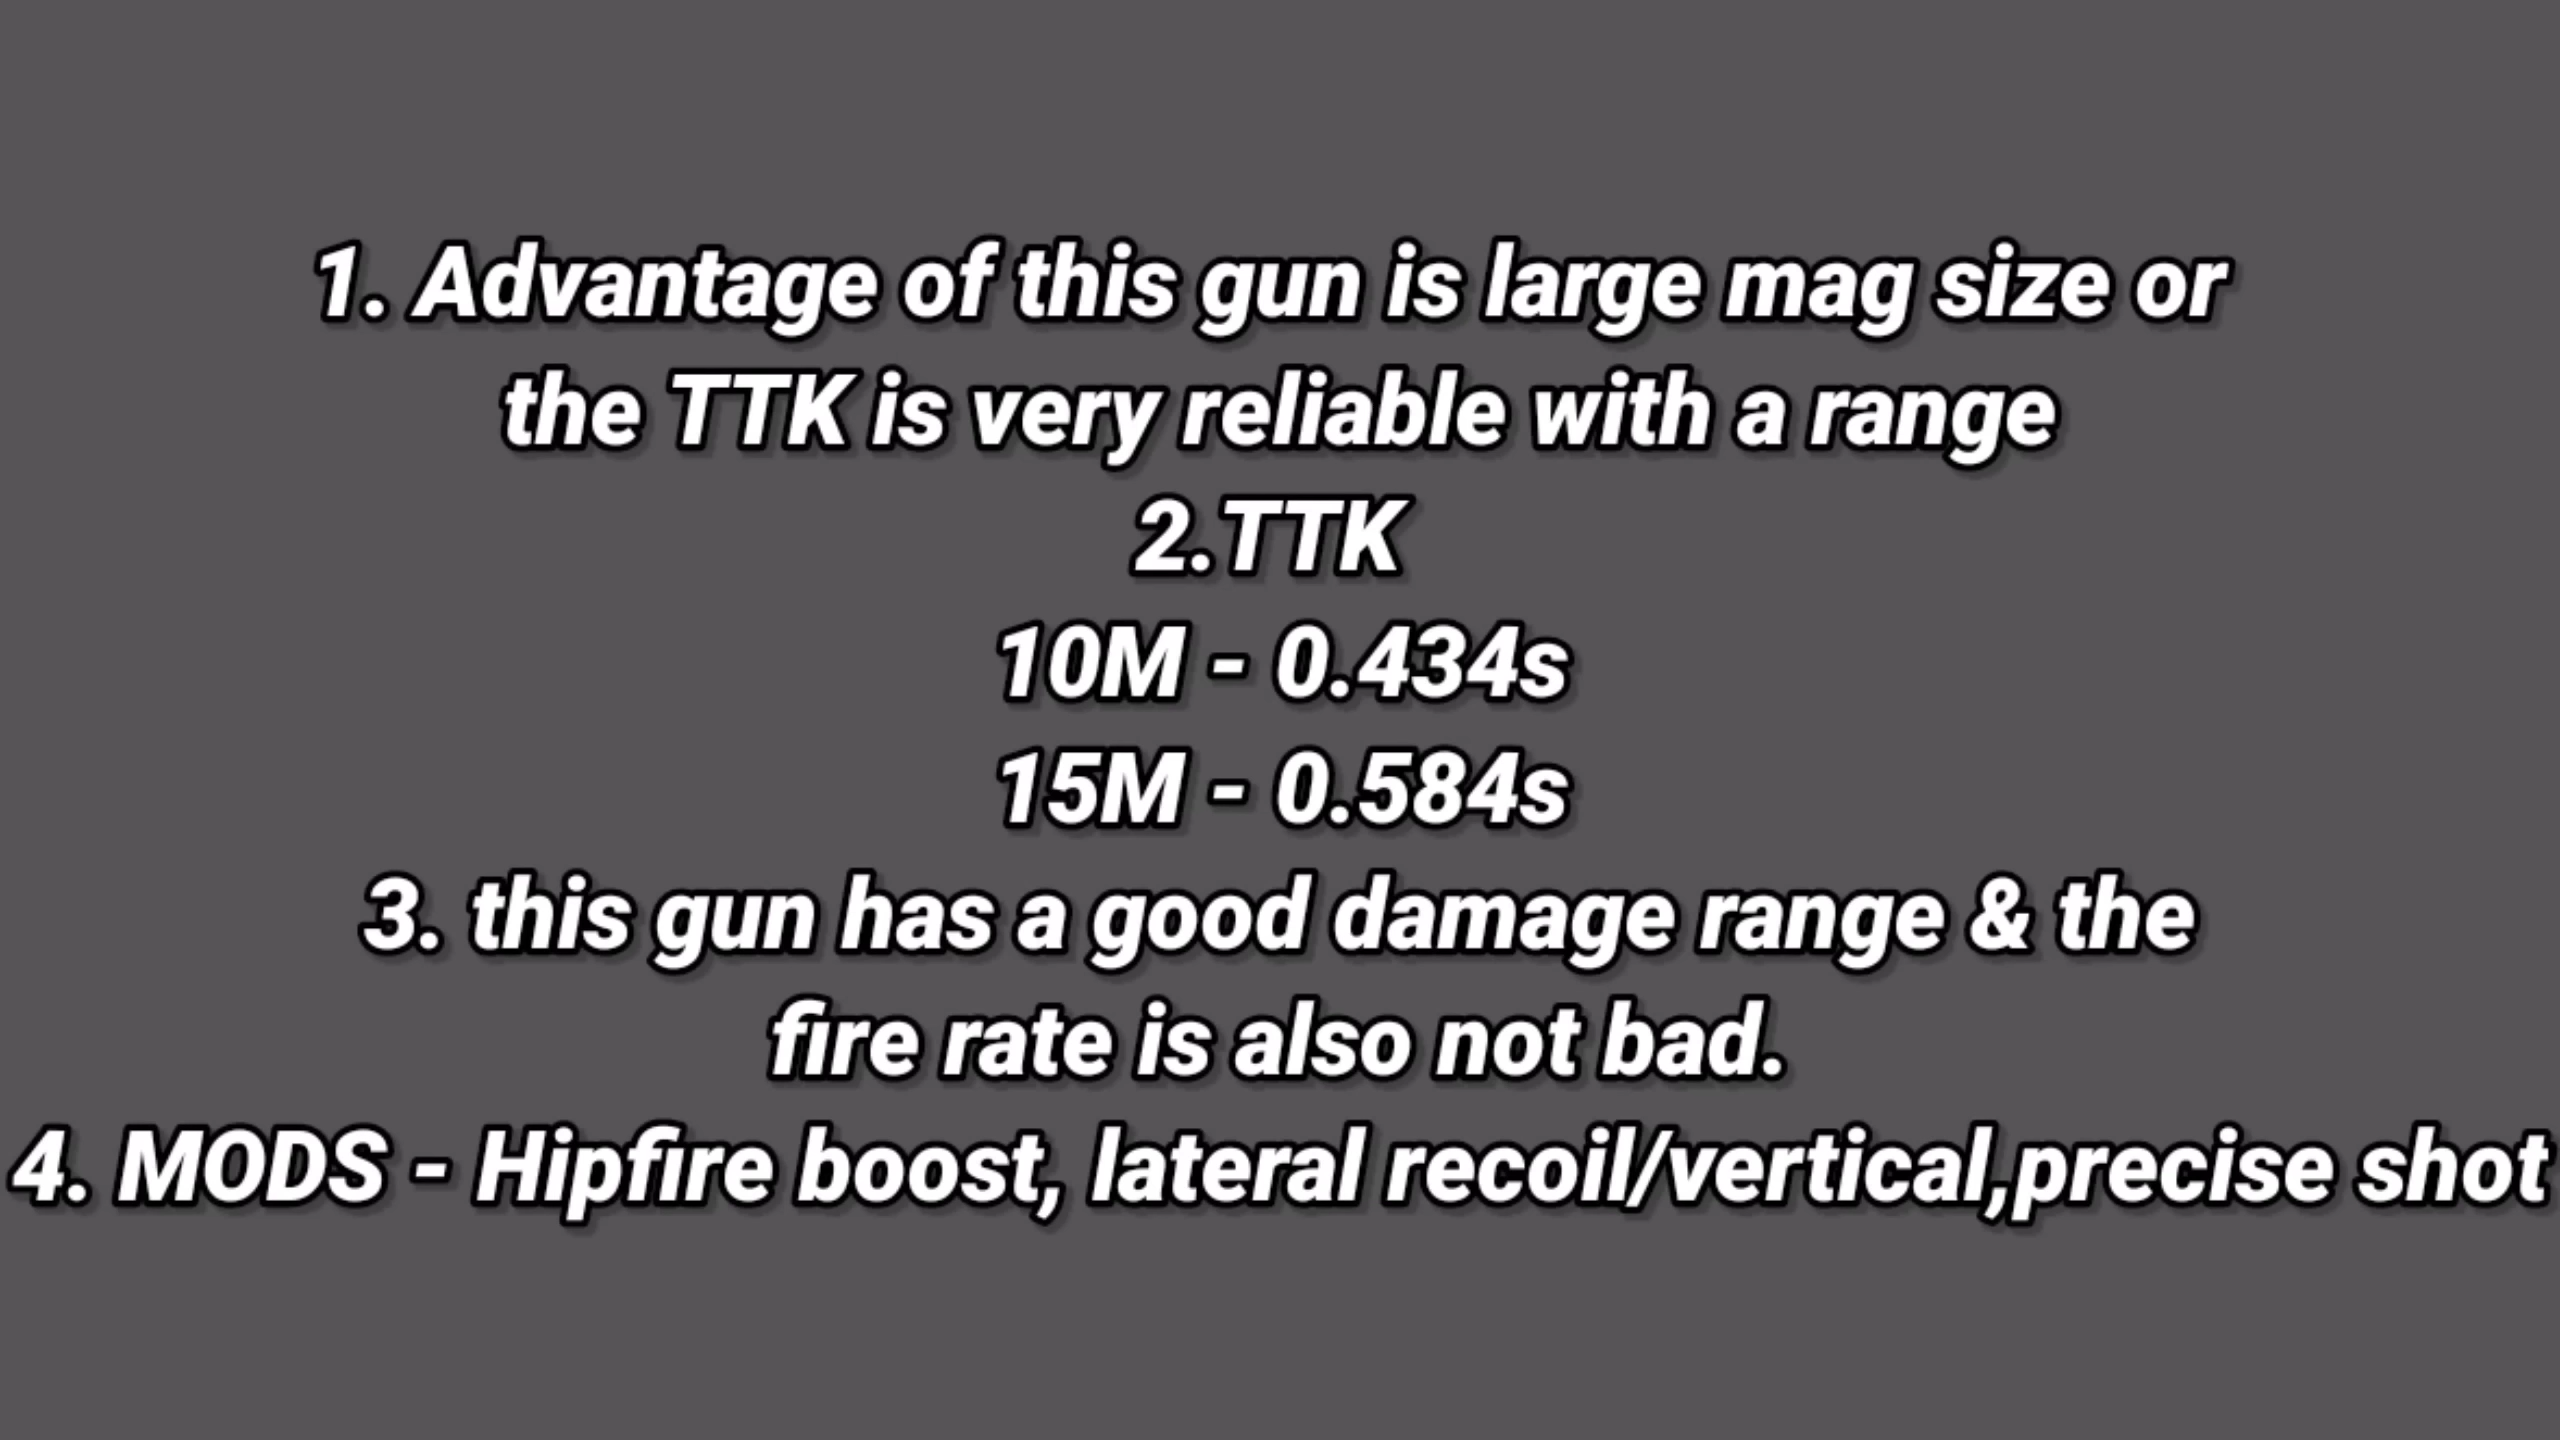 1. Advantage of this gun is large mag size or
the TTK is very reliable with a range
2.TTK
10M - 0.434s
15M - 0.584s
3. this gun has a good damage range & the
fire rate is also not bad.
4. MODS - Hipfire boost, lateral recoil/vertical,precise shot